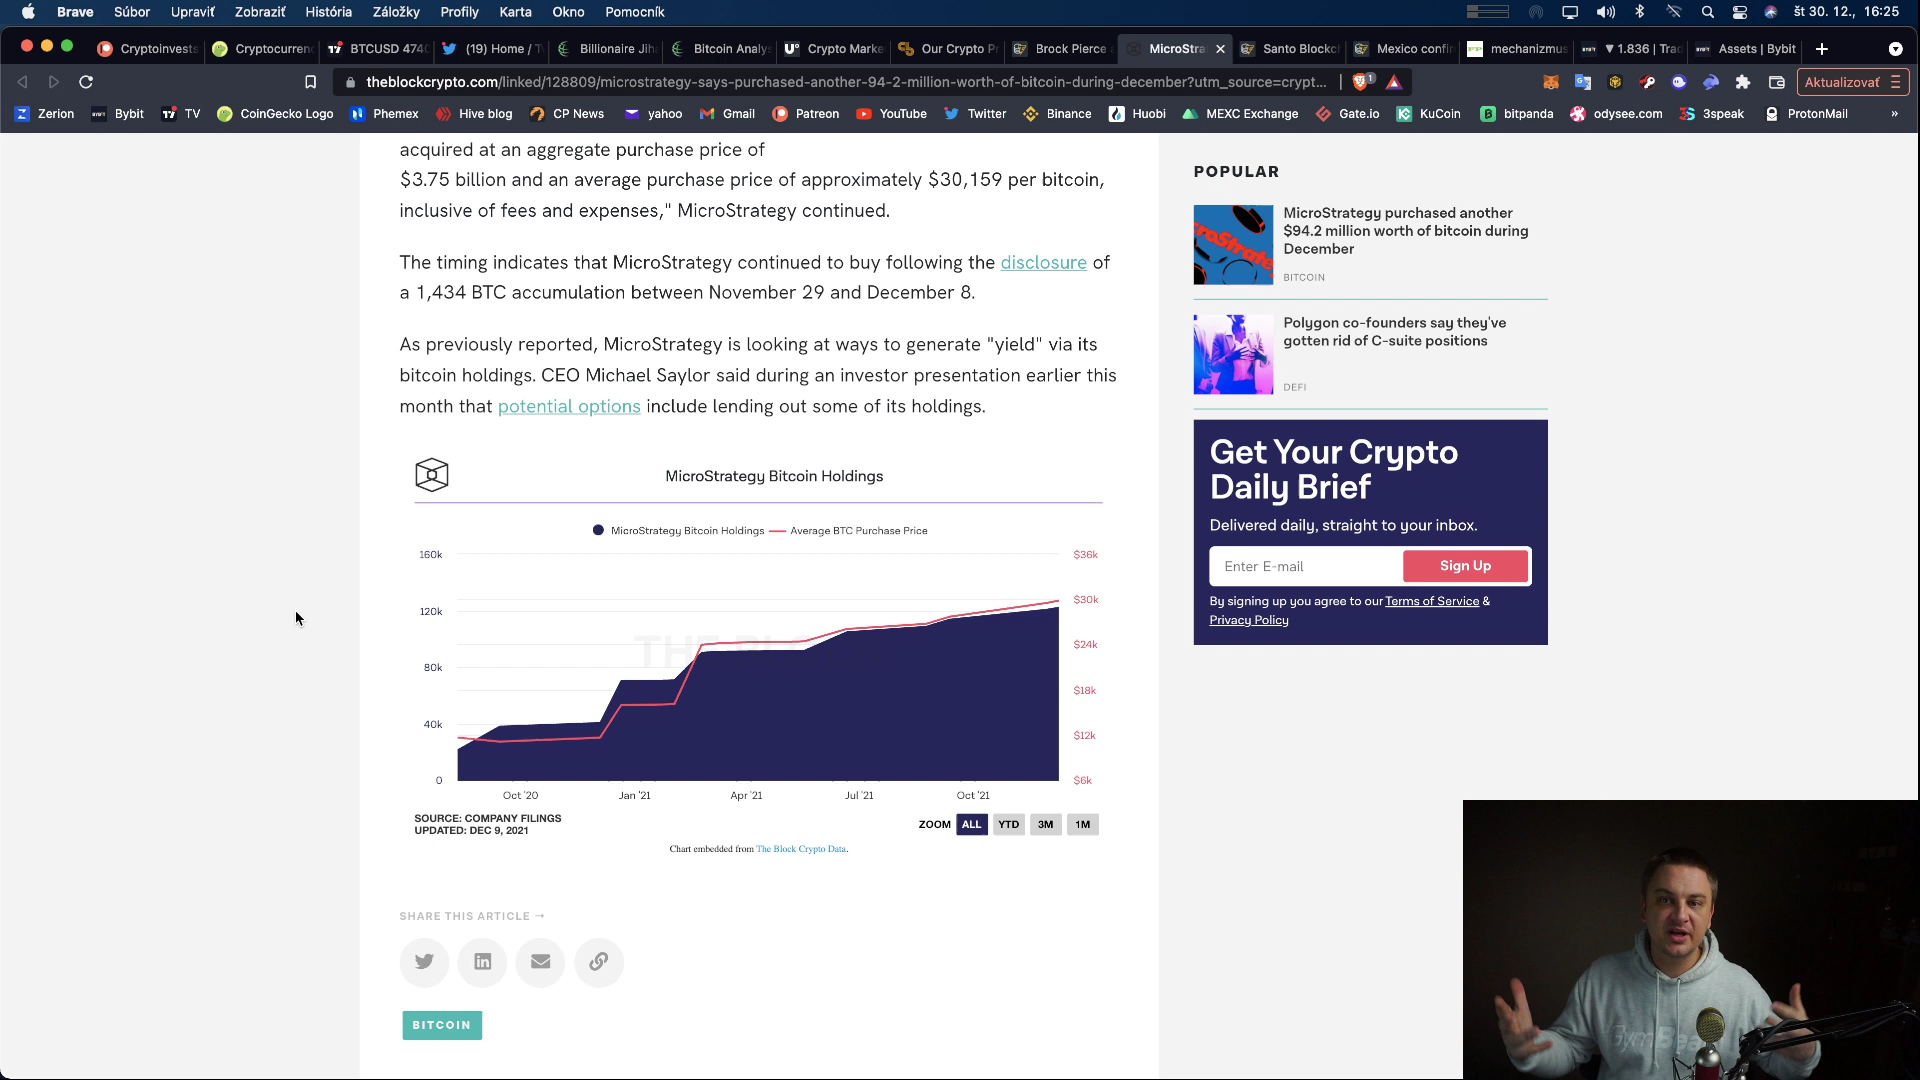 Brave Súbor Upraviť Zobraziť História Záložky Profily Karta Okno Pomocník št 30. 12., 16:25
Cryptoinvest Cryptocurren BTCUSD 474 (19) Home / T Billionaire Jih Bitcoin Analys Crypto Marke Our Crypto P Brock Pierce MicroStra Santo Blockc Mexico confi mechanizmus ▼1.836 | Tra Assets | Bybit
theblockcrypto.com/linked/128809/microstrategy-says-purchased-another-94-2-million-worth-of-bitcoin-during-december?utm_source=crypt... 1 Aktualizovať
Zerion Bybit TV CoinGecko Logo Phemex Hive blog CP News yahoo Gmail Patreon YouTube Twitter Binance Huobi MEXC Exchange Gate.io KuCoin bitpanda odysee.com 3speak ProtonMail »
acquired at an aggregate purchase price of
$3.75 billion and an average purchase price of approximately $30,159 per bitcoin,
inclusive of fees and expenses," MicroStrategy continued.
The timing indicates that MicroStrategy continued to buy following the disclosure of
a 1,434 BTC accumulation between November 29 and December 8.
As previously reported, MicroStrategy is looking at ways to generate "yield" via its
bitcoin holdings. CEO Michael Saylor said during an investor presentation earlier this
month that potential options include lending out some of its holdings.
MicroStrategy Bitcoin Holdings
MicroStrategy Bitcoin Holdings Average BTC Purchase Price
160k
120k
80k
40k
0
$36k
$30k
$24k
$18k
$12k
$6k
Oct '20 Jan '21 Apr '21 Jul '21 Oct '21
SOURCE: COMPANY FILINGS
UPDATED: DEC 9, 2021
ZOOM ALL YTD 3M 1M
Chart embedded from The Block Crypto Data.
SHARE THIS ARTICLE →
BITCOIN
POPULAR
MicroStrategy purchased another
$94.2 million worth of bitcoin during
December
BITCOIN
Polygon co-founders say they've
gotten rid of C-suite positions
DEFI
Get Your Crypto
Daily Brief
Delivered daily, straight to your inbox.
Enter E-mail Sign Up
By signing up you agree to our Terms of Service &
Privacy Policy